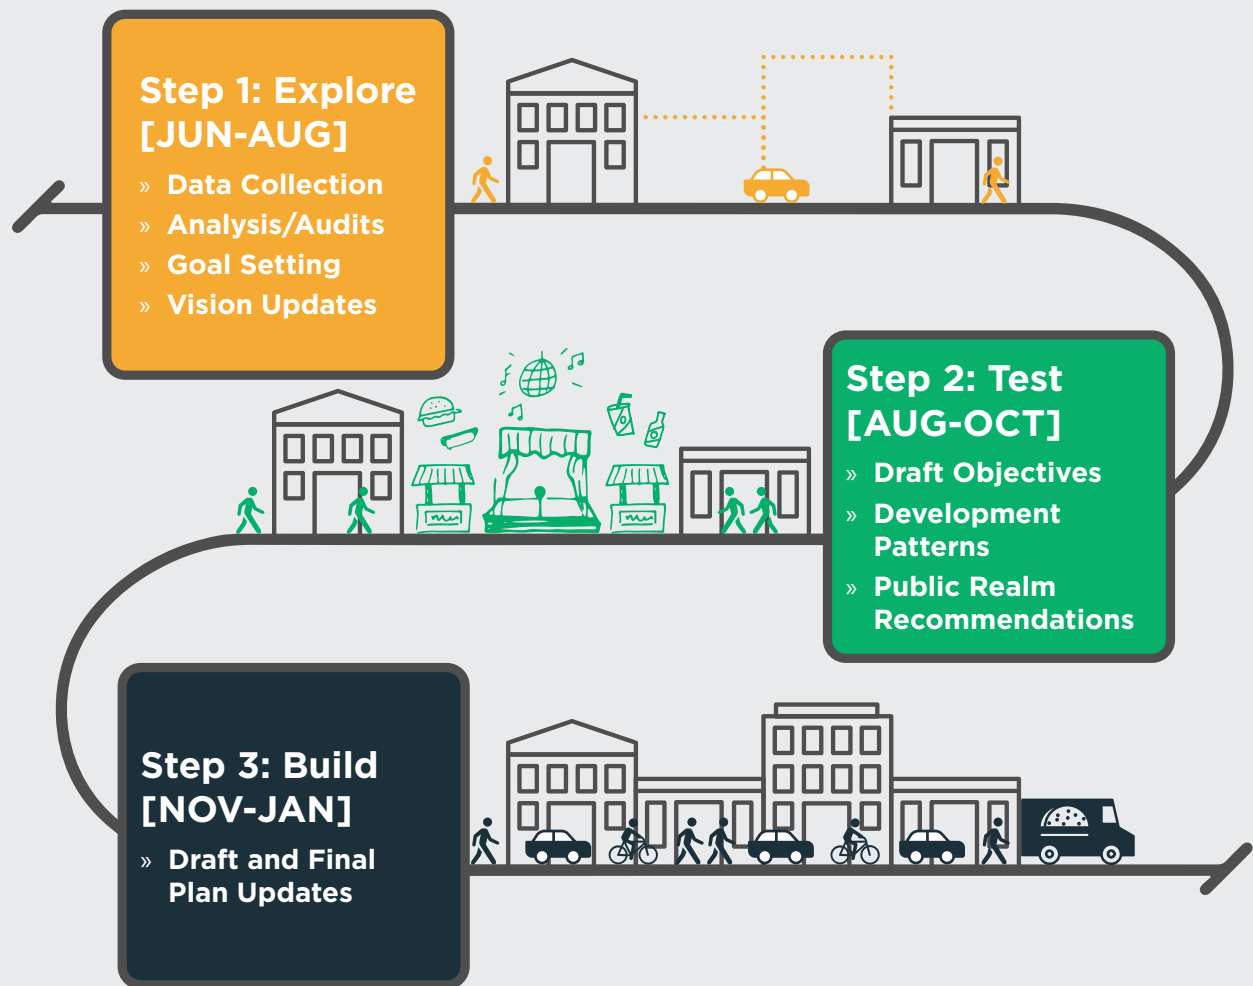 Step 1: Explore
[JUN-AUG]
» Data Collection
» Analysis/Audits
» Goal Setting
» Vision Updates
Step 2: Test
[AUG-OCT]
» Draft Objectives
» Development
Patterns
» Public Realm
Recommendations
Step 3: Build
[NOV-JAN]
» Draft and Final
Plan Updates